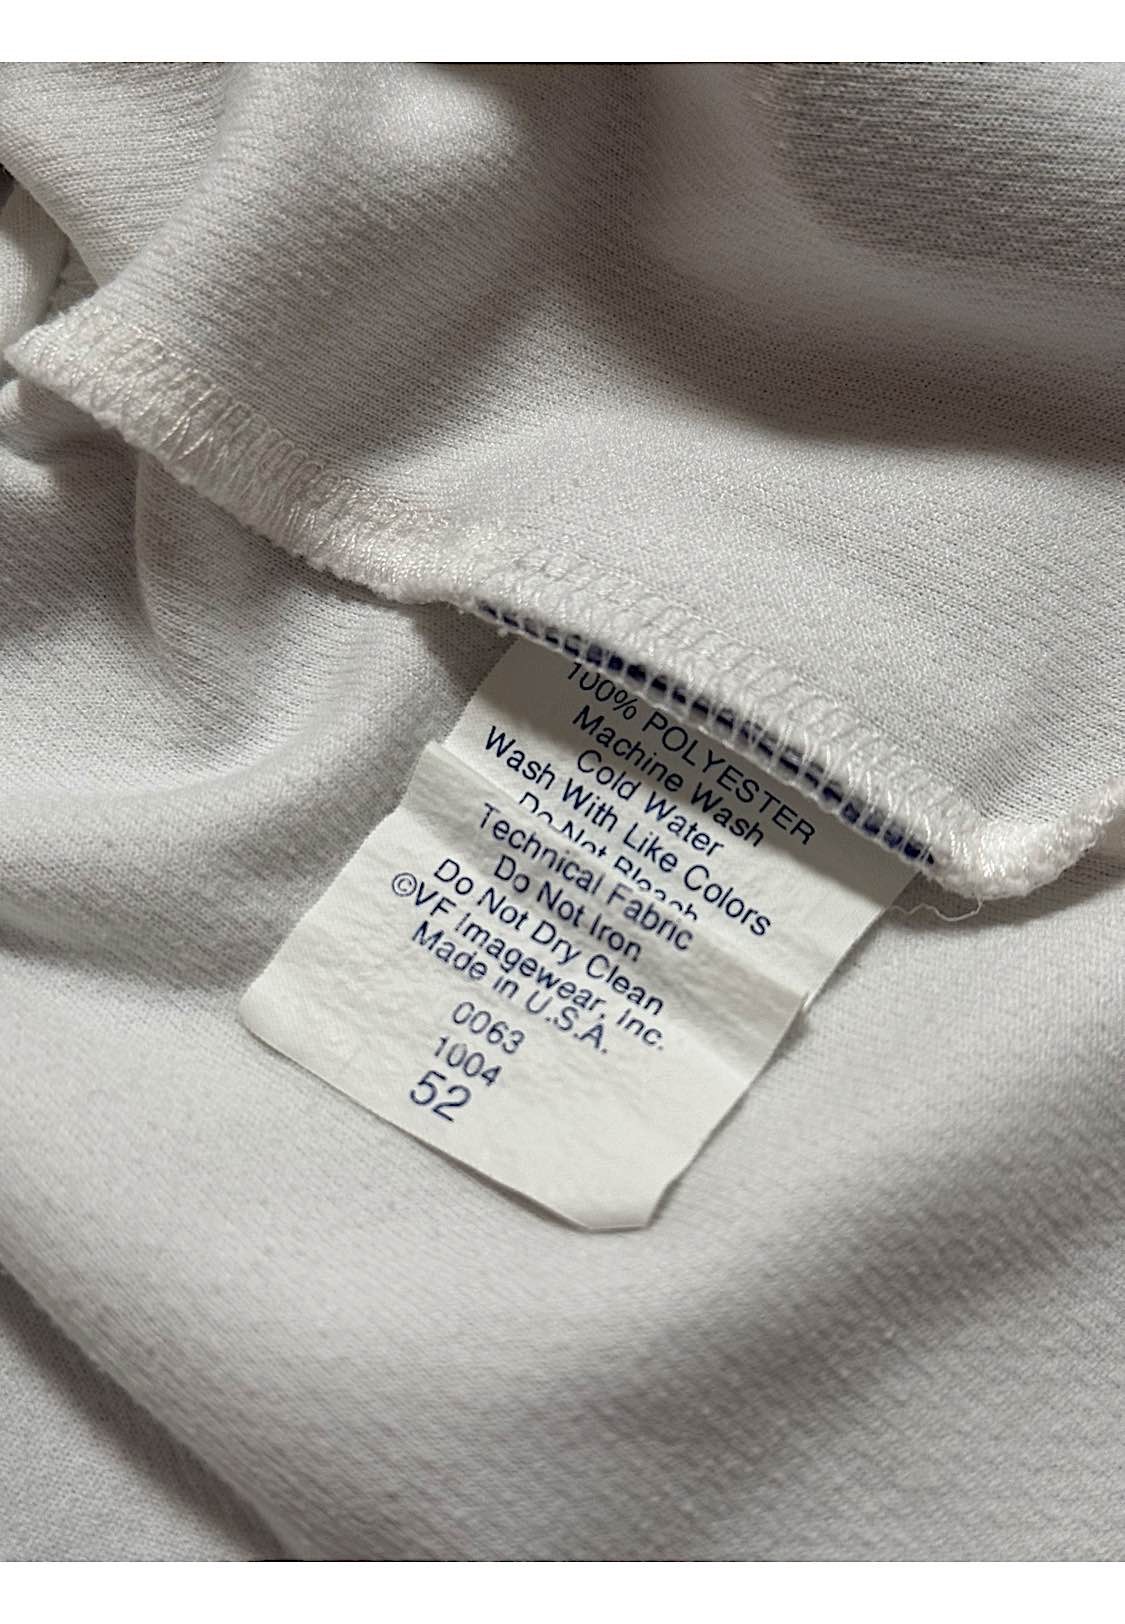 100% POLYESTER
Machine Wash
Cold Water
Wash With Like Colors
Do Not Bleach
Technical Fabric
Do Not Iron
Do Not Dry Clean
©VF Imagewear, Inc.
Made in U.S.A.
0063
1004
52